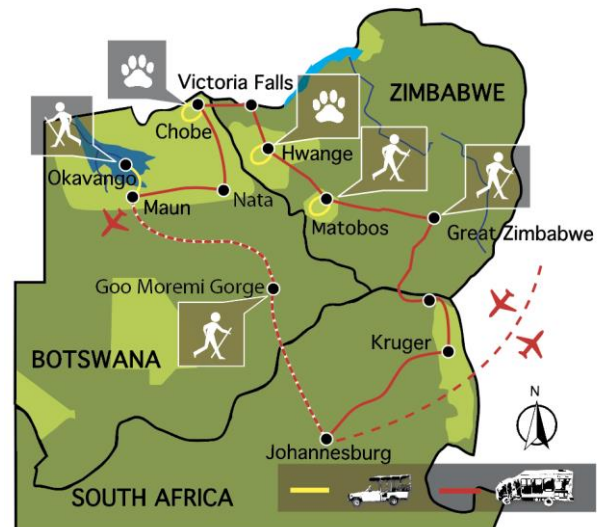 Victoria Falls
ZIMBABWE
Chobe
Hwange
Okavango
Maun
Nata
Matobos
Great Zimbabwe
Goo Moremi Gorge
Kruger
BOTSWANA
N
Johannesburg
SOUTH AFRICA